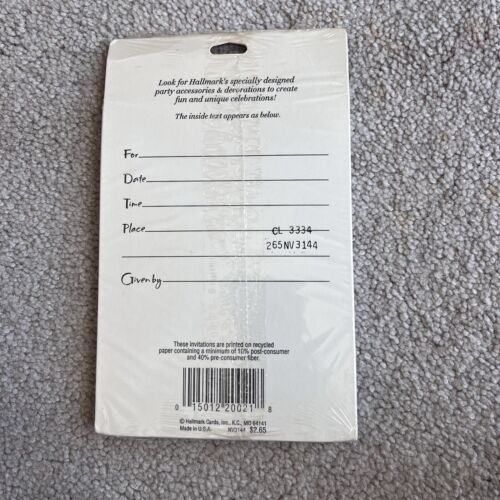 Look for Hallmark's specially designed
party accessories & decorations to create
fun and unique celebrations!
The inside text appears as below.
For
Date
Time
Place
CL 3334
265NV3144
Given by
These invitations are printed on recycled
paper containing a minimum of 10% post-consumer
and 40% pre-consumer fiber.
0 15012 20021 8
© Hallmark Cards, Inc., K.C., MO 64141
Made in U.S.A. NV3144 $2.65